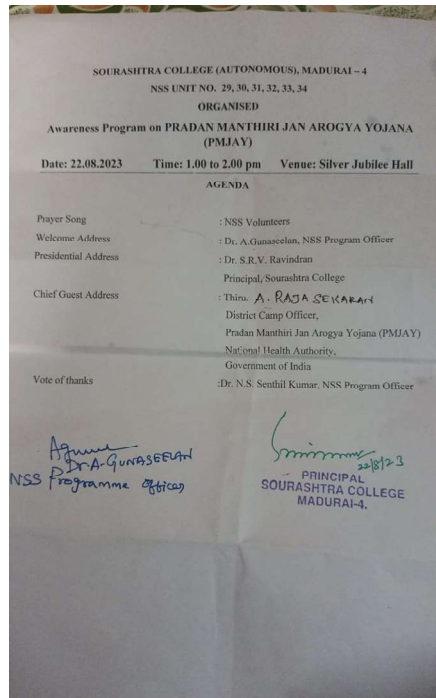 SOURASHTRA COLLEGE (AUTONOMOUS), MADURAI – 4
NSS UNIT NO. 29, 30, 31, 32, 33, 34
ORGANISED
Awareness Program on PRADAN MANTHIRI JAN AROGYA YOJANA
(PMJAY)
Date: 22.08.2023 Time: 1.00 to 2.00 pm Venue: Silver Jubilee Hall
AGENDA
Prayer Song : NSS Volunteers
Welcome Address : Dr. A.Gunaseelan, NSS Program Officer
Presidential Address : Dr. S.R.V. Ravindran
Principal, Sourashtra College
Chief Guest Address : Thiru. A. RAJA SEKARAN
District Camp Officer,
Pradan Manthiri Jan Arogya Yojana (PMJAY)
National Health Authority,
Government of India
Vote of thanks :Dr. N.S. Senthil Kumar, NSS Program Officer
Dr. A. GUNASEELAN
NSS Programme Officer
22/8/23
PRINCIPAL
SOURASHTRA COLLEGE
MADURAI-4.